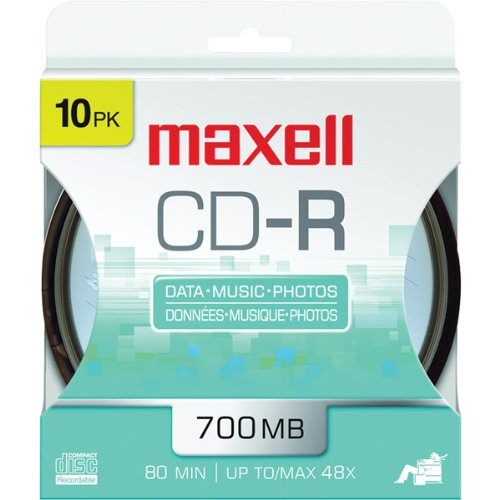 10PK
maxell
CD-R
DATA•MUSIC•PHOTOS
DONNÉES•MUSIQUE•PHOTOS
700MB
COMPACT
disc
Recordable
80 MIN | UP TO/MAX 48X